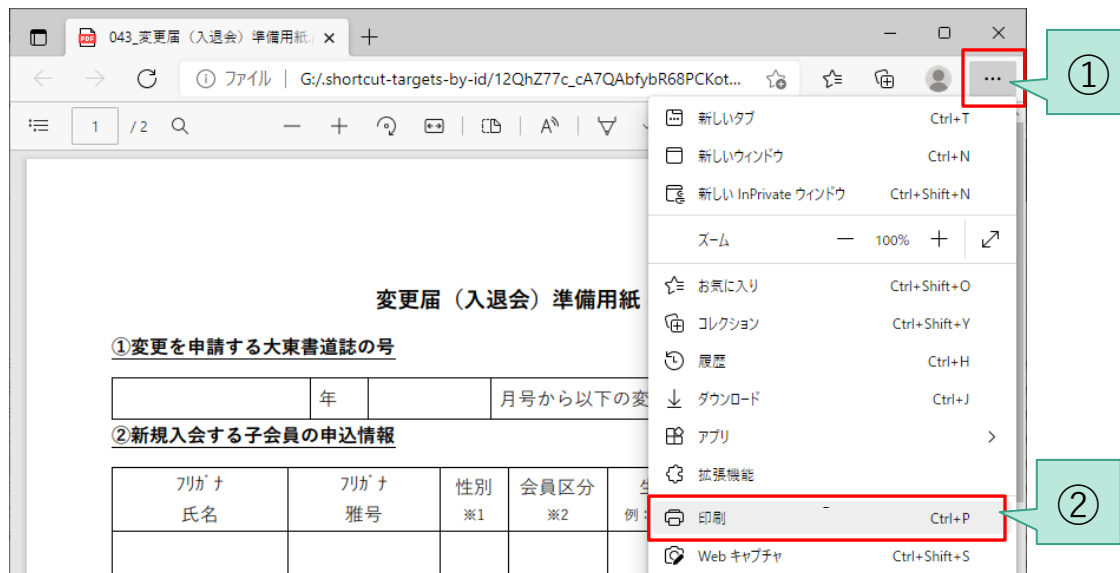 043_変更届（入退会）準備用紙.
①
ファイル | G:/.shortcut-targets-by-id/12QhZ77c_cA7QAbfybR68PCKot...
1 / 2
新しいタブ Ctrl+T
新しいウィンドウ Ctrl+N
新しい InPrivate ウィンドウ Ctrl+Shift+N
ズーム 100%
お気に入り Ctrl+Shift+O
コレクション Ctrl+Shift+Y
履歴 Ctrl+H
ダウンロード Ctrl+J
アプリ
拡張機能
印刷 Ctrl+P
②
Web キャプチャ Ctrl+Shift+S
変更届（入退会）準備用紙
①変更を申請する大東書道誌の号
年 月号から以下の変
②新規入会する子会員の申込情報
ﾌﾘｶﾞﾅ ﾌﾘｶﾞﾅ 性別 会員区分
氏名 雅号 ※1 ※2 例：